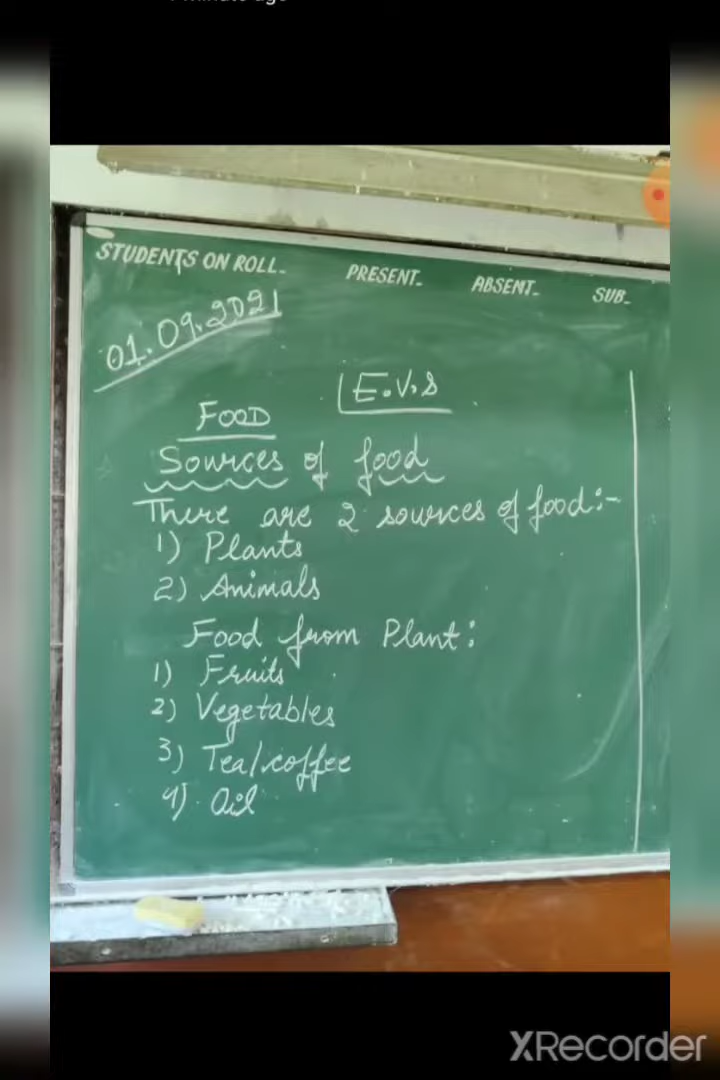 STUDENTS ON ROLL- PRESENT- ABSENT- SUB-
01.09.2021
E.V.S
FOOD
Sources of food
There are 2 sources of food:-
1) Plants
2) Animals
Food from Plant:
1) Fruits
2) Vegetables
3) Tea/coffee
4) Oil
XRecorder